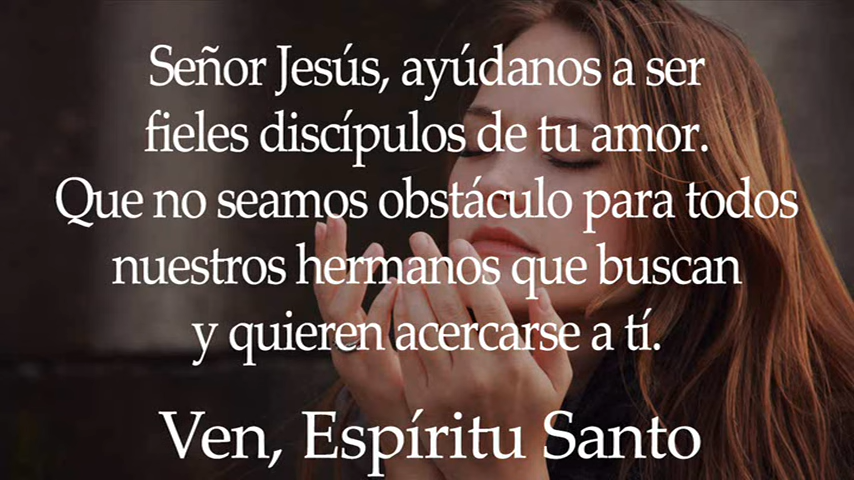 Señor Jesús, ayúdanos a ser
fieles discípulos de tu amor.
Que no seamos obstáculo para todos
nuestros hermanos que buscan
y quieren acercarse a tí.
Ven, Espíritu Santo